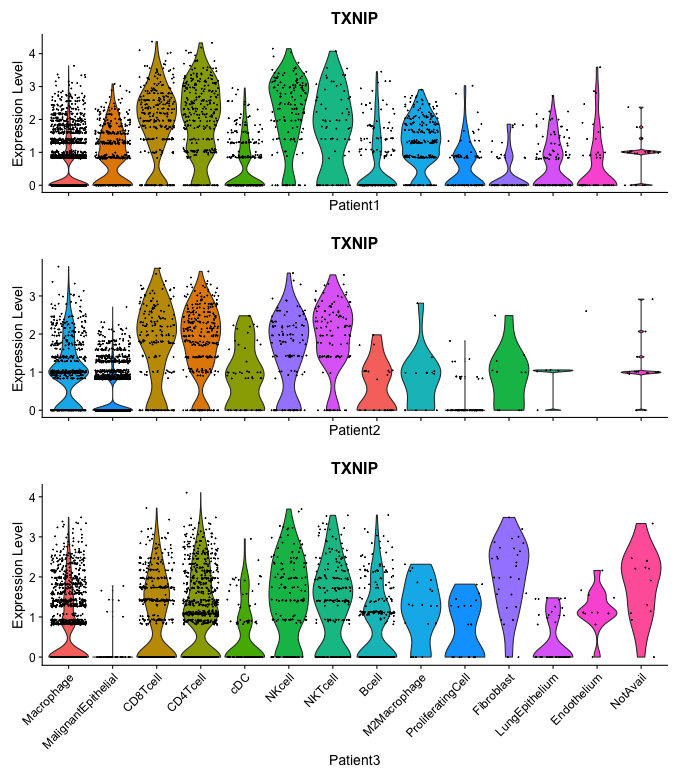 TXNIP
Expression Level
4
3
2
1
0
Patient1
TXNIP
Expression Level
3
2
1
0
Patient2
TXNIP
Expression Level
4
3
2
1
0
Macrophage
MalignantEpithelial
CD8Tcell
CD4Tcell
cDC
NKcell
NKTcell
Bcell
M2Macrophage
ProliferatingCell
Fibroblast
LungEpithelium
Endothelium
NotAvail
Patient3